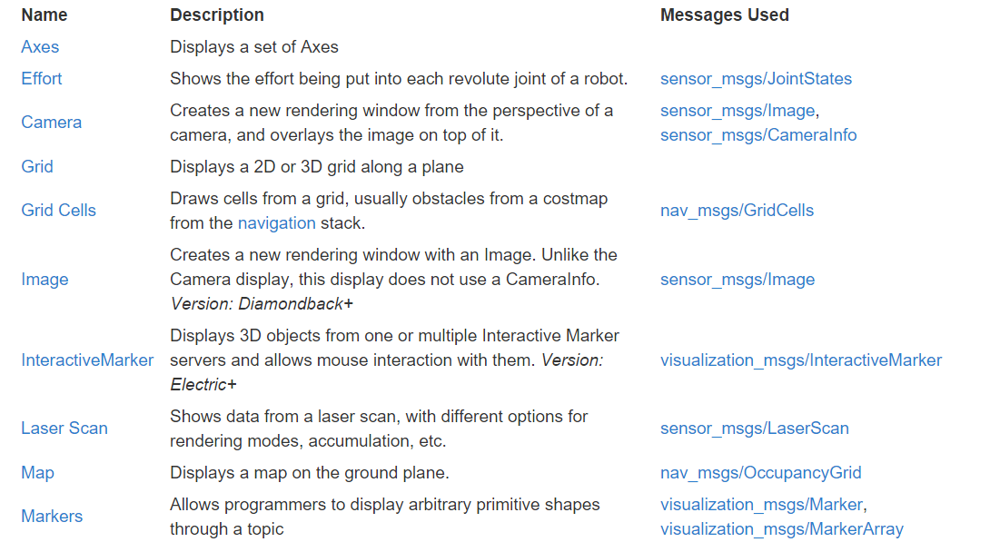 Name Description Messages Used
Axes Displays a set of Axes
Effort Shows the effort being put into each revolute joint of a robot. sensor_msgs/JointStates
Camera Creates a new rendering window from the perspective of a
camera, and overlays the image on top of it. sensor_msgs/Image,
sensor_msgs/CameraInfo
Grid Displays a 2D or 3D grid along a plane
Grid Cells Draws cells from a grid, usually obstacles from a costmap
from the navigation stack. nav_msgs/GridCells
Image Creates a new rendering window with an Image. Unlike the
Camera display, this display does not use a CameraInfo.
Version: Diamondback+ sensor_msgs/Image
InteractiveMarker Displays 3D objects from one or multiple Interactive Marker
servers and allows mouse interaction with them. Version:
Electric+ visualization_msgs/InteractiveMarker
Laser Scan Shows data from a laser scan, with different options for
rendering modes, accumulation, etc. sensor_msgs/LaserScan
Map Displays a map on the ground plane. nav_msgs/OccupancyGrid
Markers Allows programmers to display arbitrary primitive shapes
through a topic visualization_msgs/Marker,
visualization_msgs/MarkerArray